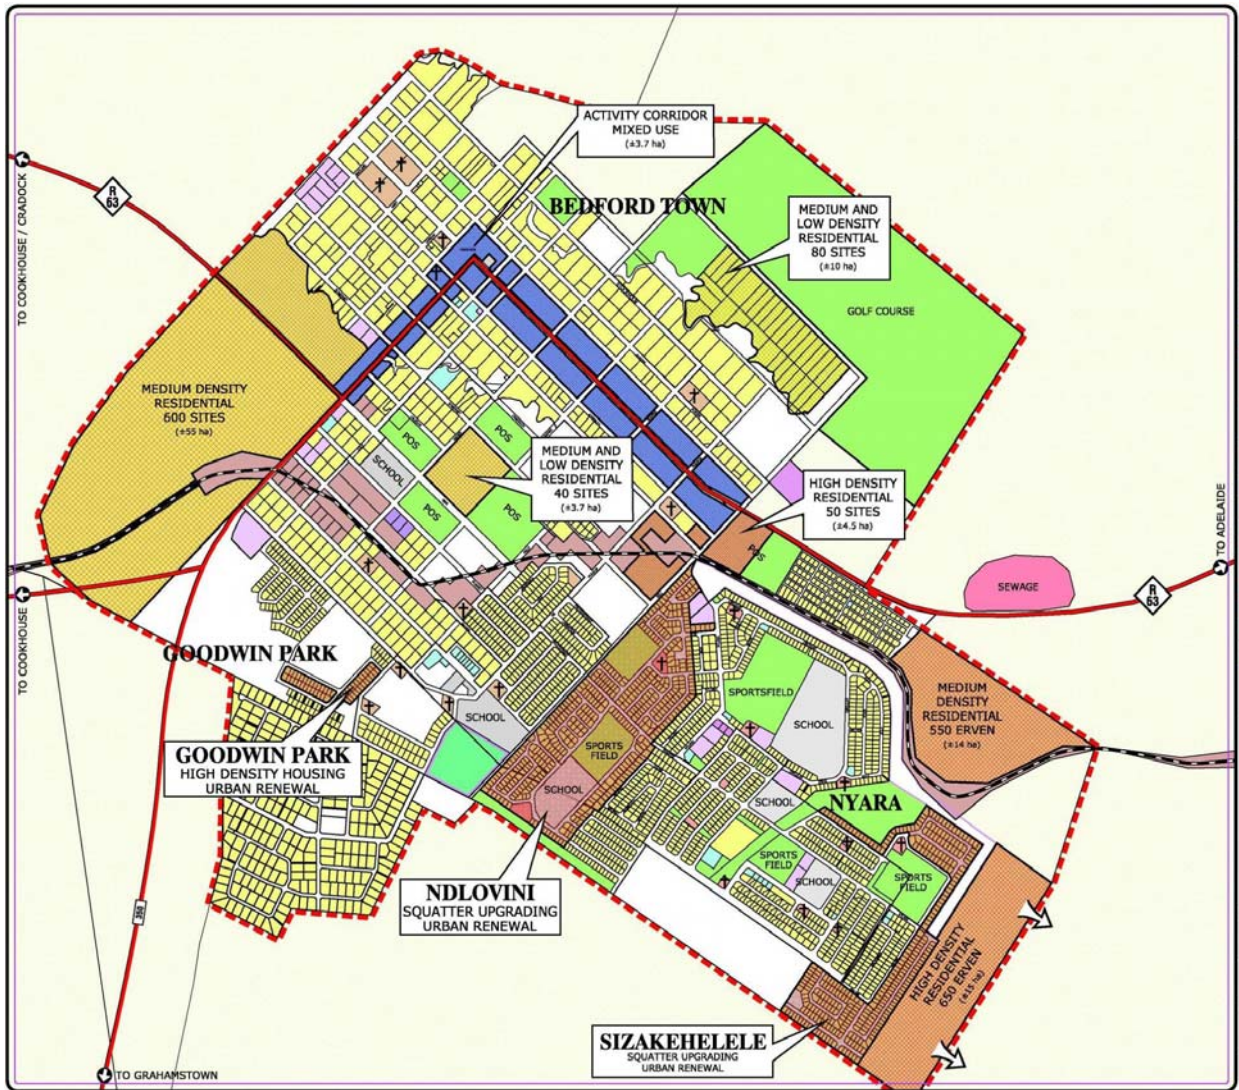 ACTIVITY CORRIDOR
MIXED USE
(±3.7 ha)
BEDFORD TOWN
MEDIUM AND
LOW DENSITY
RESIDENTIAL
80 SITES
(±10 ha)
R
63
TO COOKHOUSE / CRADOCK
GOLF COURSE
MEDIUM DENSITY
RESIDENTIAL
600 SITES
(±55 ha)
POS
POS
SCHOOL
MEDIUM AND
LOW DENSITY
RESIDENTIAL
40 SITES
(±3.7 ha)
POS
POS
HIGH DENSITY
RESIDENTIAL
50 SITES
(±4.5 ha)
POS
TO ADELAIDE
SEWAGE
R
63
TO COOKHOUSE
GOODWIN PARK
SPORTSFIELD
SCHOOL
MEDIUM
DENSITY
RESIDENTIAL
550 ERVEN
(±14 ha)
SCHOOL
SPORTS
FIELD
GOODWIN PARK
HIGH DENSITY HOUSING
URBAN RENEWAL
SCHOOL
SCHOOL
NYARA
SPORTS
FIELD
SCHOOL
SPORTS
FIELD
NDLOVINI
SQUATTER UPGRADING
URBAN RENEWAL
350
HIGH DENSITY
RESIDENTIAL
650 ERVEN
(±15 ha)
SIZAKEHELELE
SQUATTER UPGRADING
URBAN RENEWAL
TO GRAHAMSTOWN